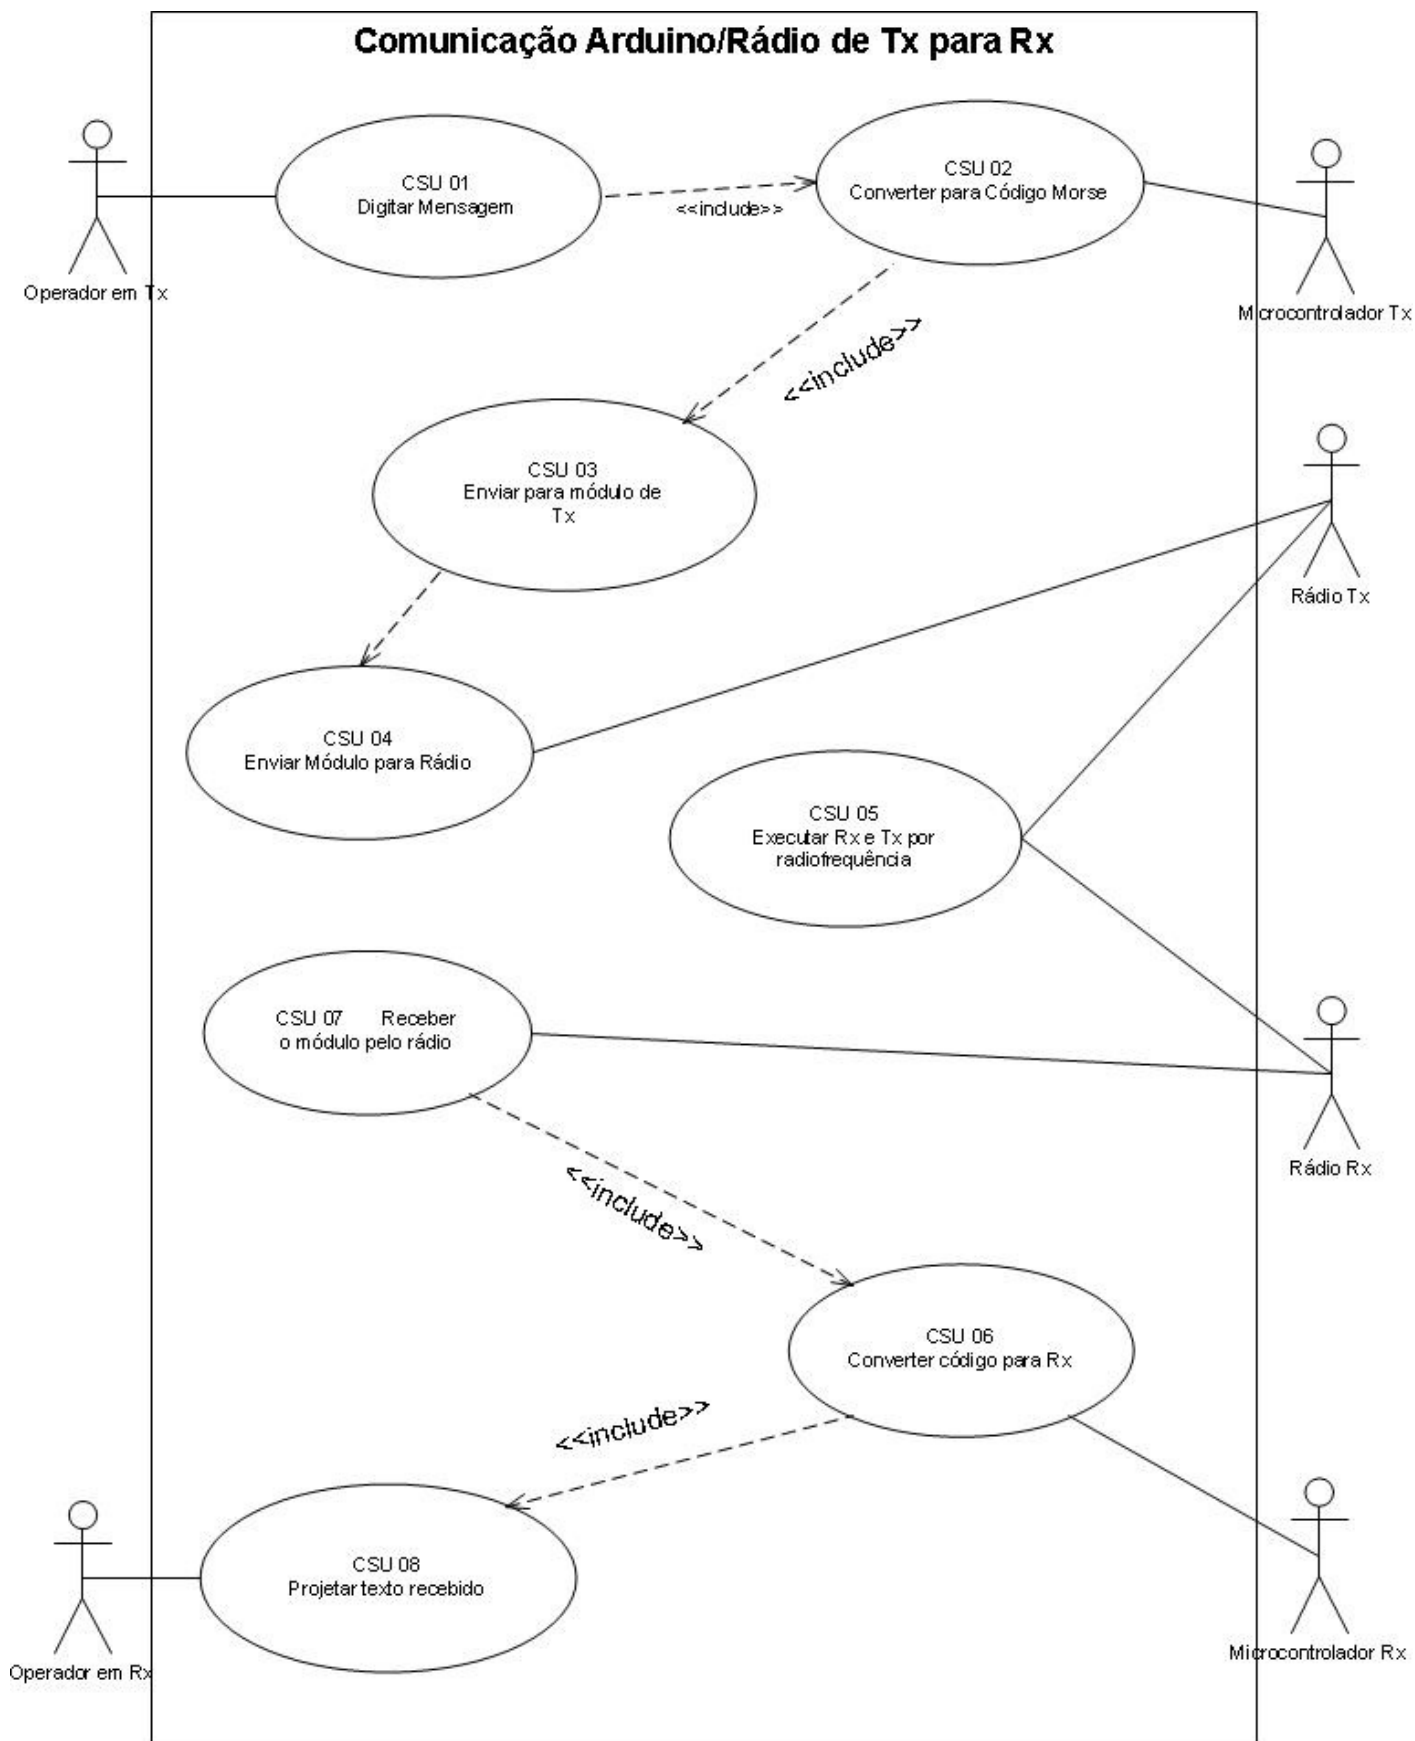 Comunicação Arduino/Rádio de Tx para Rx
CSU 01
Digitar Mensagem
<<include>>
CSU 02
Converter para Código Morse
Operador em Tx
Microcontrolador Tx
<<include>>
CSU 03
Enviar para módulo de
Tx
Rádio Tx
CSU 04
Enviar Módulo para Rádio
CSU 05
Executar Rx e Tx por
radiofrequência
CSU 07 Receber
o módulo pelo rádio
Rádio Rx
<<include>>
CSU 06
Converter código para Rx
<<include>>
CSU 08
Projetar texto recebido
Operador em Rx
Microcontrolador Rx